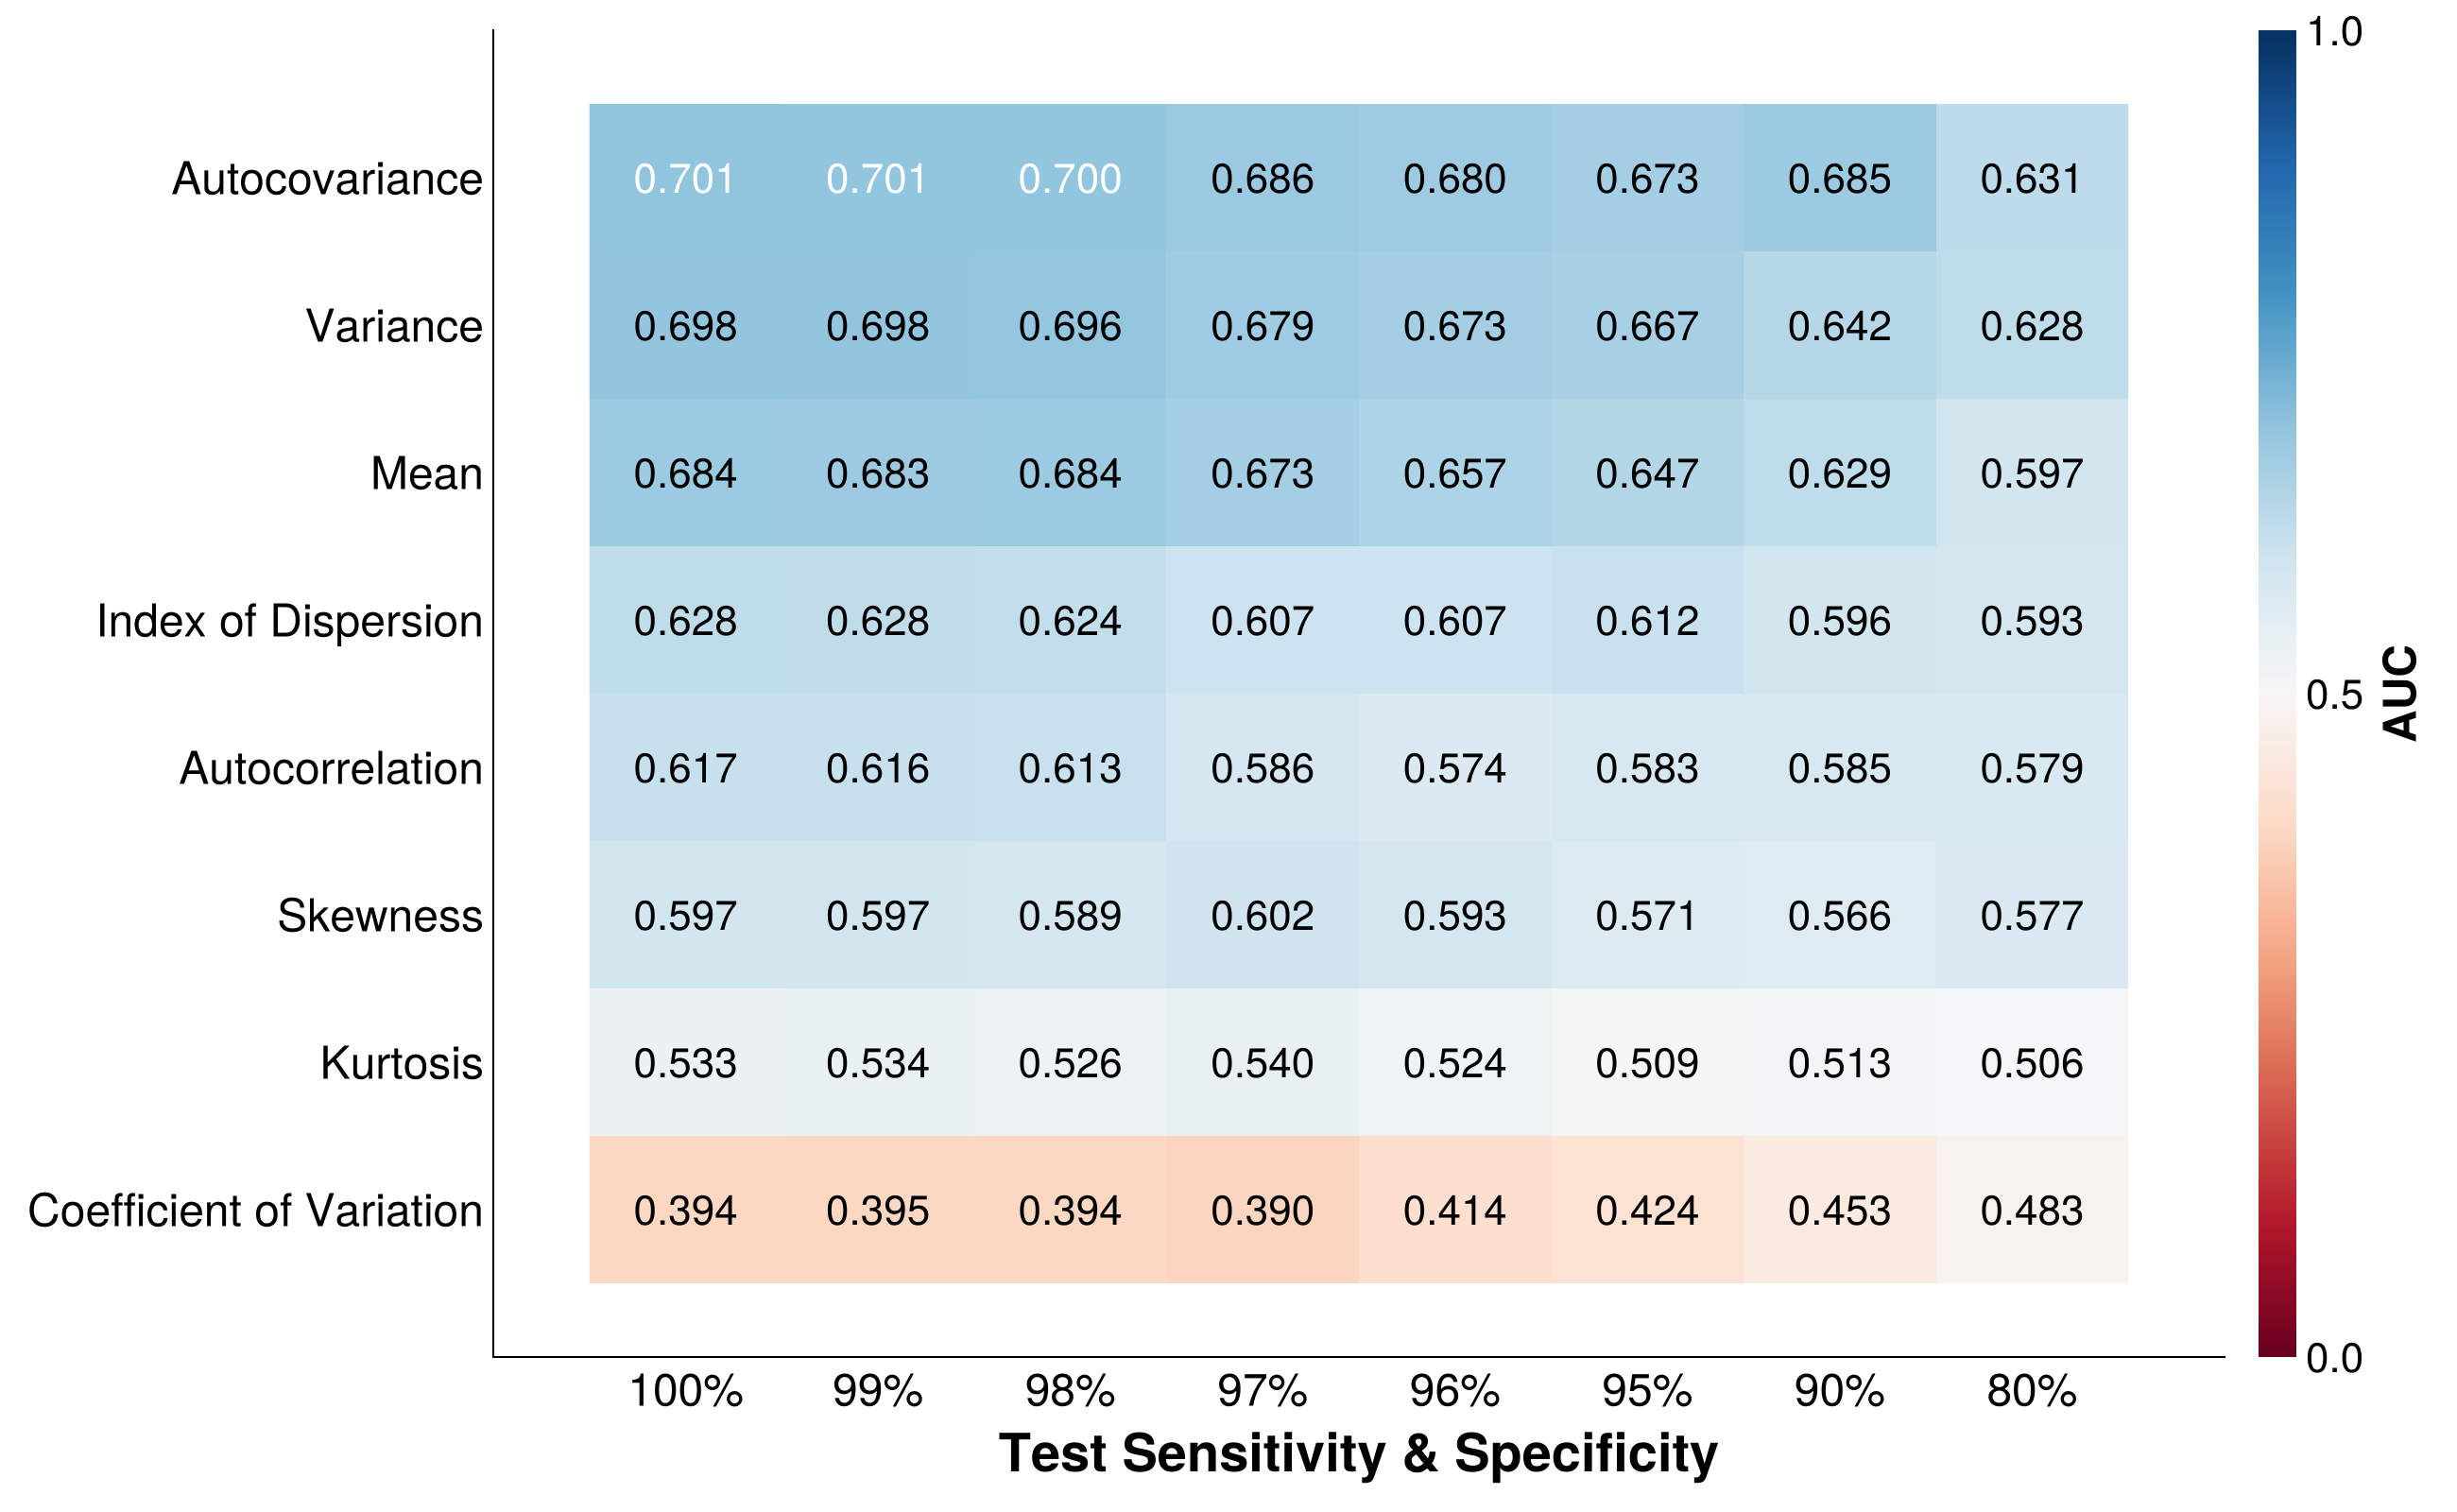 1.0
Autocovariance 0.701 0.701 0.700 0.686 0.680 0.673 0.685 0.631
Variance 0.698 0.698 0.696 0.679 0.673 0.667 0.642 0.628
Mean 0.684 0.683 0.684 0.673 0.657 0.647 0.629 0.597
Index of Dispersion 0.628 0.628 0.624 0.607 0.607 0.612 0.596 0.593
0.5
AUC
Autocorrelation 0.617 0.616 0.613 0.586 0.574 0.583 0.585 0.579
Skewness 0.597 0.597 0.589 0.602 0.593 0.571 0.566 0.577
Kurtosis 0.533 0.534 0.526 0.540 0.524 0.509 0.513 0.506
Coefficient of Variation 0.394 0.395 0.394 0.390 0.414 0.424 0.453 0.483
0.0
100% 99% 98% 97% 96% 95% 90% 80%
Test Sensitivity & Specificity